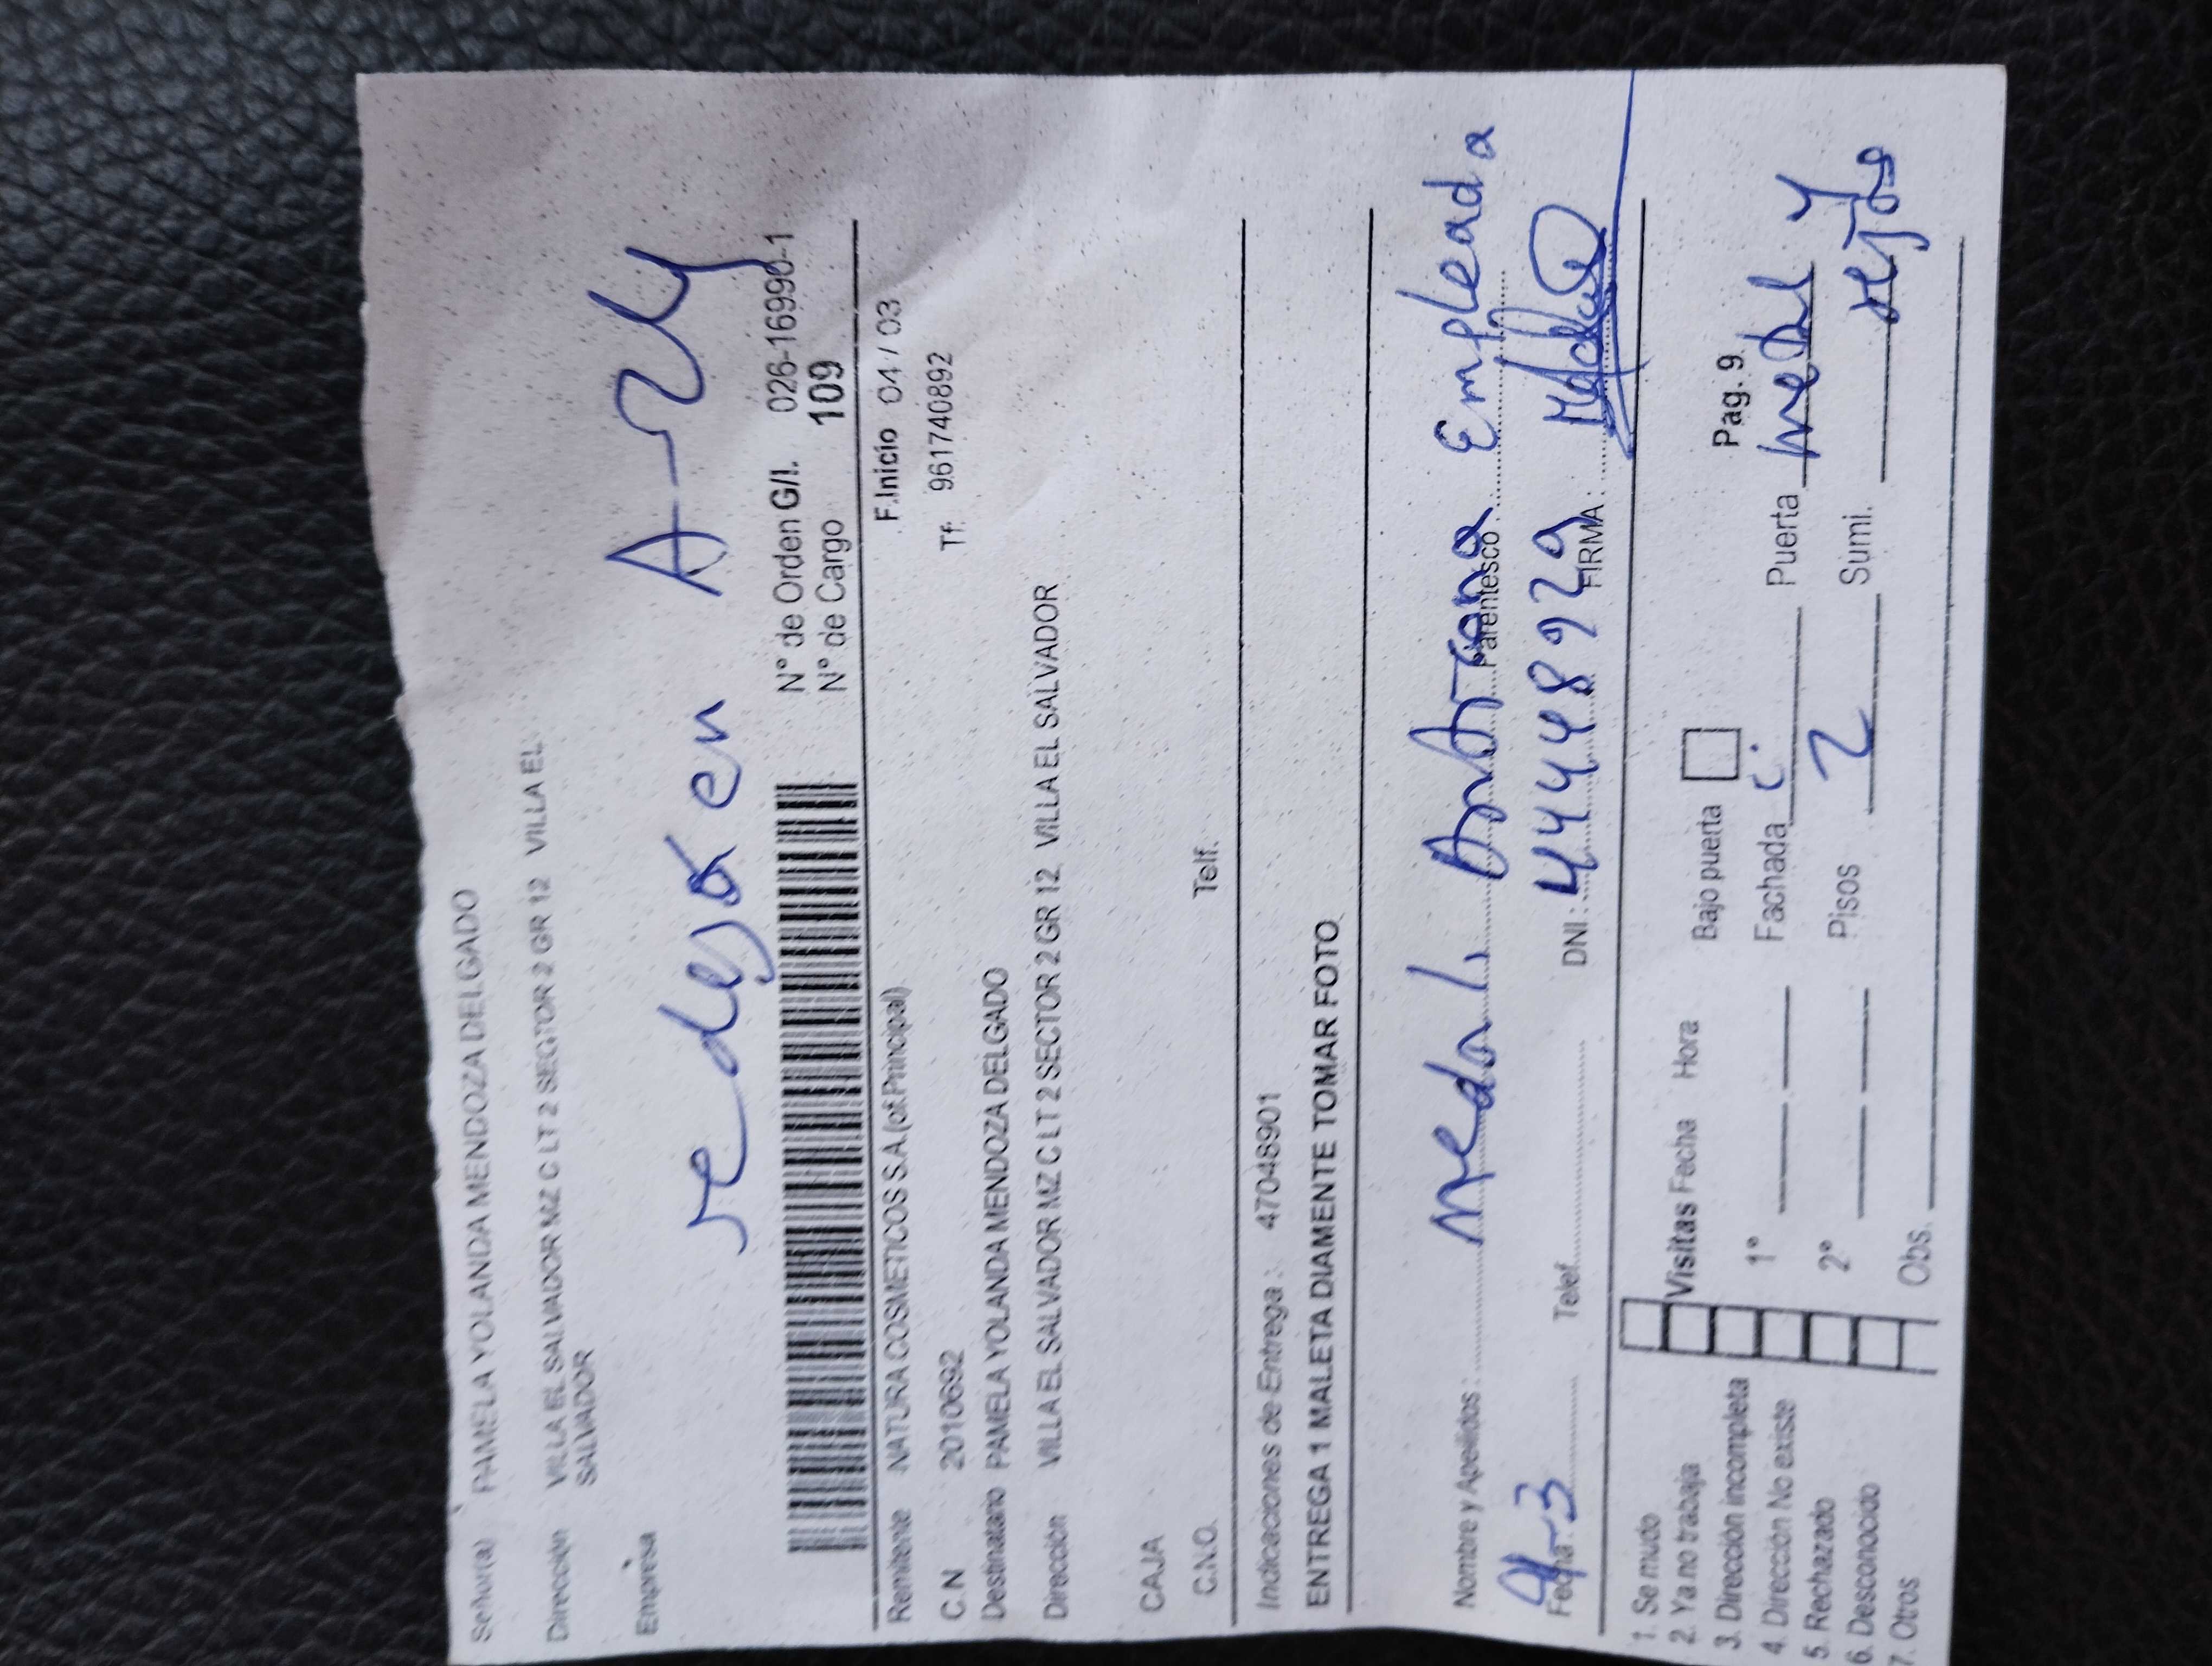 Señor(a) PAMELA YOLANDA MENDOZA DELGADO
Dirección VILLA EL SALVADOR MZ C LT 2 SECTOR 2 GR 12 VILLA EL
SALVADOR
Empresa
se dejo en A-24
N° de Orden G/I. 026-169990-1
N° de Cargo 109
Remitente NATURA COSMETICOS S.A.(of.Principal) F.Inicio 04 / 03
C.N 2010692 Tf: 961740892
Destinatario PAMELA YOLANDA MENDOZA DELGADO
Dirección VILLA EL SALVADOR MZ C LT 2 SECTOR 2 GR 12 VILLA EL SALVADOR
CAJA
C.N.O. Telf.
Indicaciones de Entrega : 47048901
ENTREGA 1 MALETA DIAMENTE TOMAR FOTO
Nombre y Apellidos : Medali Parentesco : Empleada
Fecha : 4-3 Telef. DNI : 44448929 FIRMA :
1. Se mudo
2. Ya no trabaja
3. Dirección incompleta
4. Dirección No existe
5. Rechazado
6. Desconocido
7. Otros
Visitas Fecha Hora Bajo puerta Pag. 9
1° Fachada Puerta metal y
2° Pisos 2 Sumi. rejas
Obs.